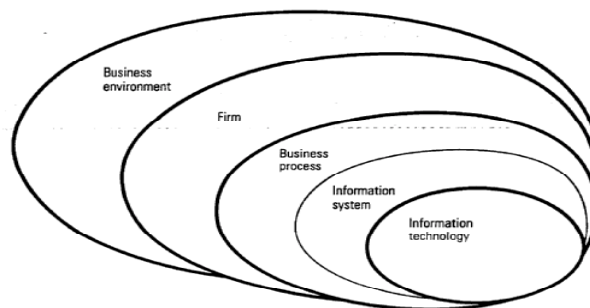 Business
environment
Firm
Business
process
Information
system
Information
technology